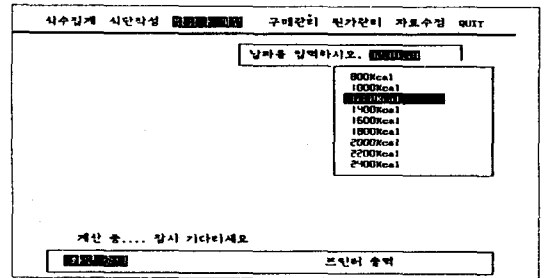 식수집계 식단작성 구매관리 원가관리 자료수정 QUIT
날짜를 입력하시오.
800Kcal
1000Kcal
1400Kcal
1600Kcal
1800Kcal
2000Kcal
2200Kcal
2400Kcal
계산 중.... 잠시 기다리세요
프린터 출력